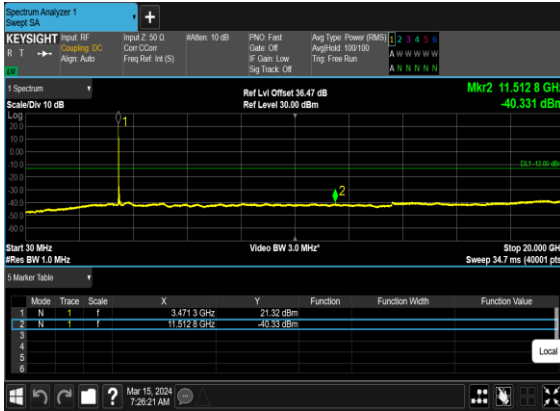 Spectrum Analyzer 1
Swept SA
+
KEYSIGHT Input: RF Input Z: 50 Ω #Atten: 10 dB PNO: Fast Avg Type: Power (RMS) 1 2 3 4 5 6
R T Coupling: DC Corr CCorr Gate: Off Avg|Hold: 100/100 A W W W W W
Align: Auto Freq Ref: Int (S) IF Gain: Low Trig: Free Run
Sig Track: Off A N N N N N
1 Spectrum
Scale/Div 10 dB
Ref Lvl Offset 36.47 dB
Ref Level 30.00 dBm
Mkr2 11.512 8 GHz
-40.331 dBm
Log
20.0
10.0
0.00
-10.0
-20.0
-30.0
-40.0
-50.0
-60.0
1
2
DL1 -13.00 dBm
Start 30 MHz
#Res BW 1.0 MHz
Video BW 3.0 MHz*
Stop 20.000 GHz
Sweep 34.7 ms (40001 pts)
5 Marker Table
Mode Trace Scale X Y Function Function Width Function Value
1 N 1 f 3.471 3 GHz 21.32 dBm
2 N 1 f 11.512 8 GHz -40.33 dBm
3
4
5
6
Local
?
Mar 15, 2024
7:26:21 AM